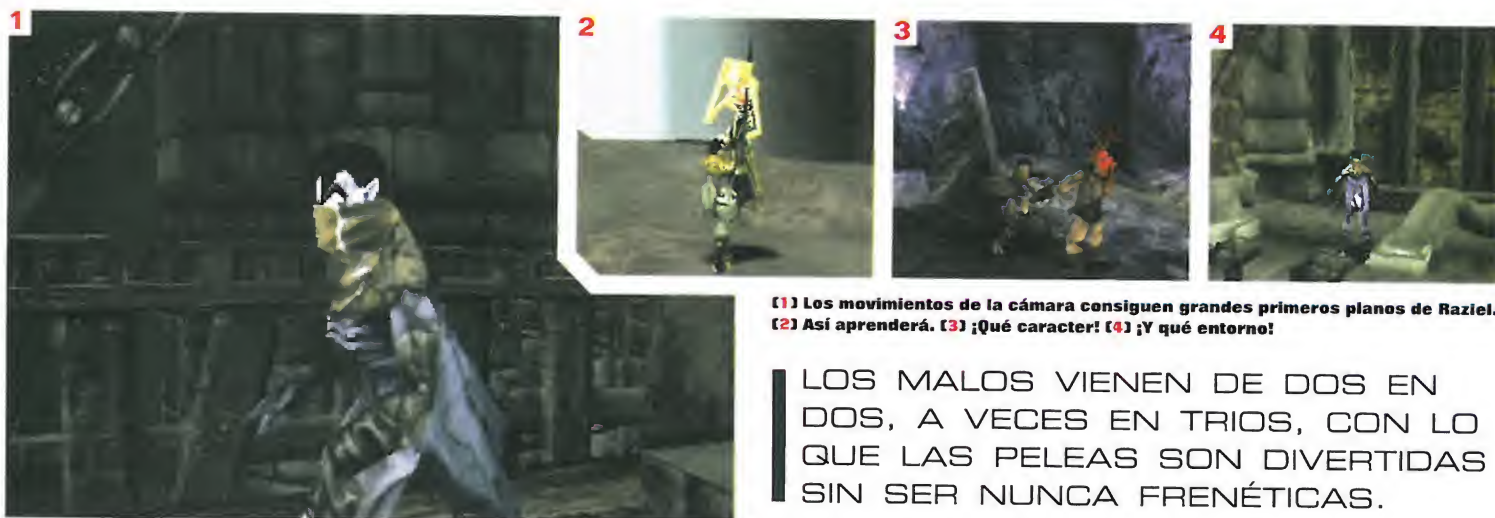 1
2
3
4
[1] Los movimientos de la cámara consiguen grandes primeros planos de Raziel.
[2] Así aprenderá. [3] ¡Qué caracter! [4] ¡Y qué entorno!
LOS MALOS VIENEN DE DOS EN
DOS, A VECES EN TRIOS, CON LO
QUE LAS PELEAS SON DIVERTIDAS
SIN SER NUNCA FRENÉTICAS.